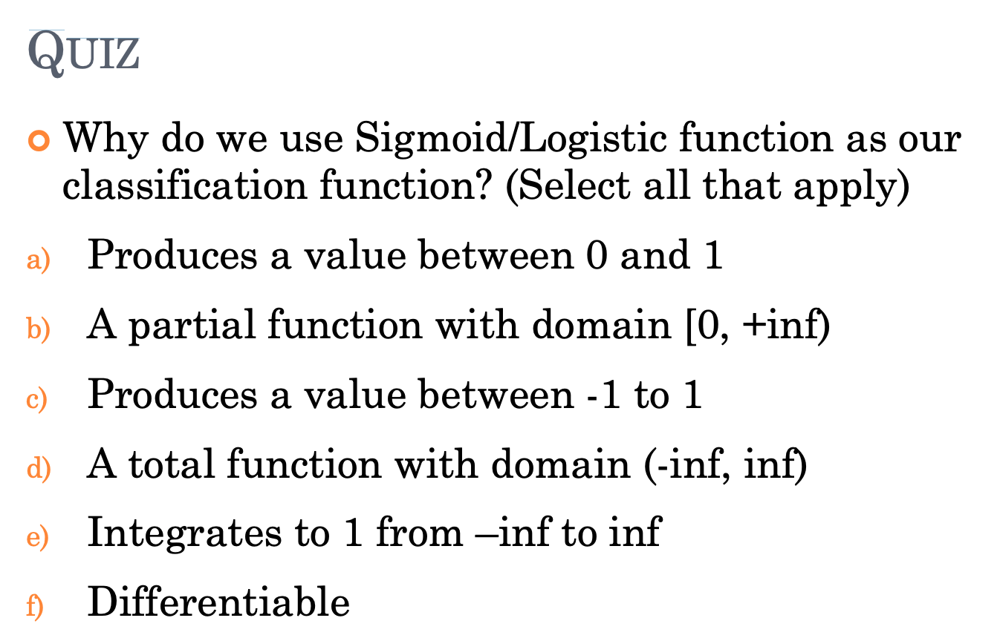 QUIZ
Why do we use Sigmoid/Logistic function as our
classification function? (Select all that apply)
a) Produces a value between 0 and 1
b) A partial function with domain [0, +inf)
c) Produces a value between -1 to 1
d) A total function with domain (-inf, inf)
e) Integrates to 1 from –inf to inf
f) Differentiable